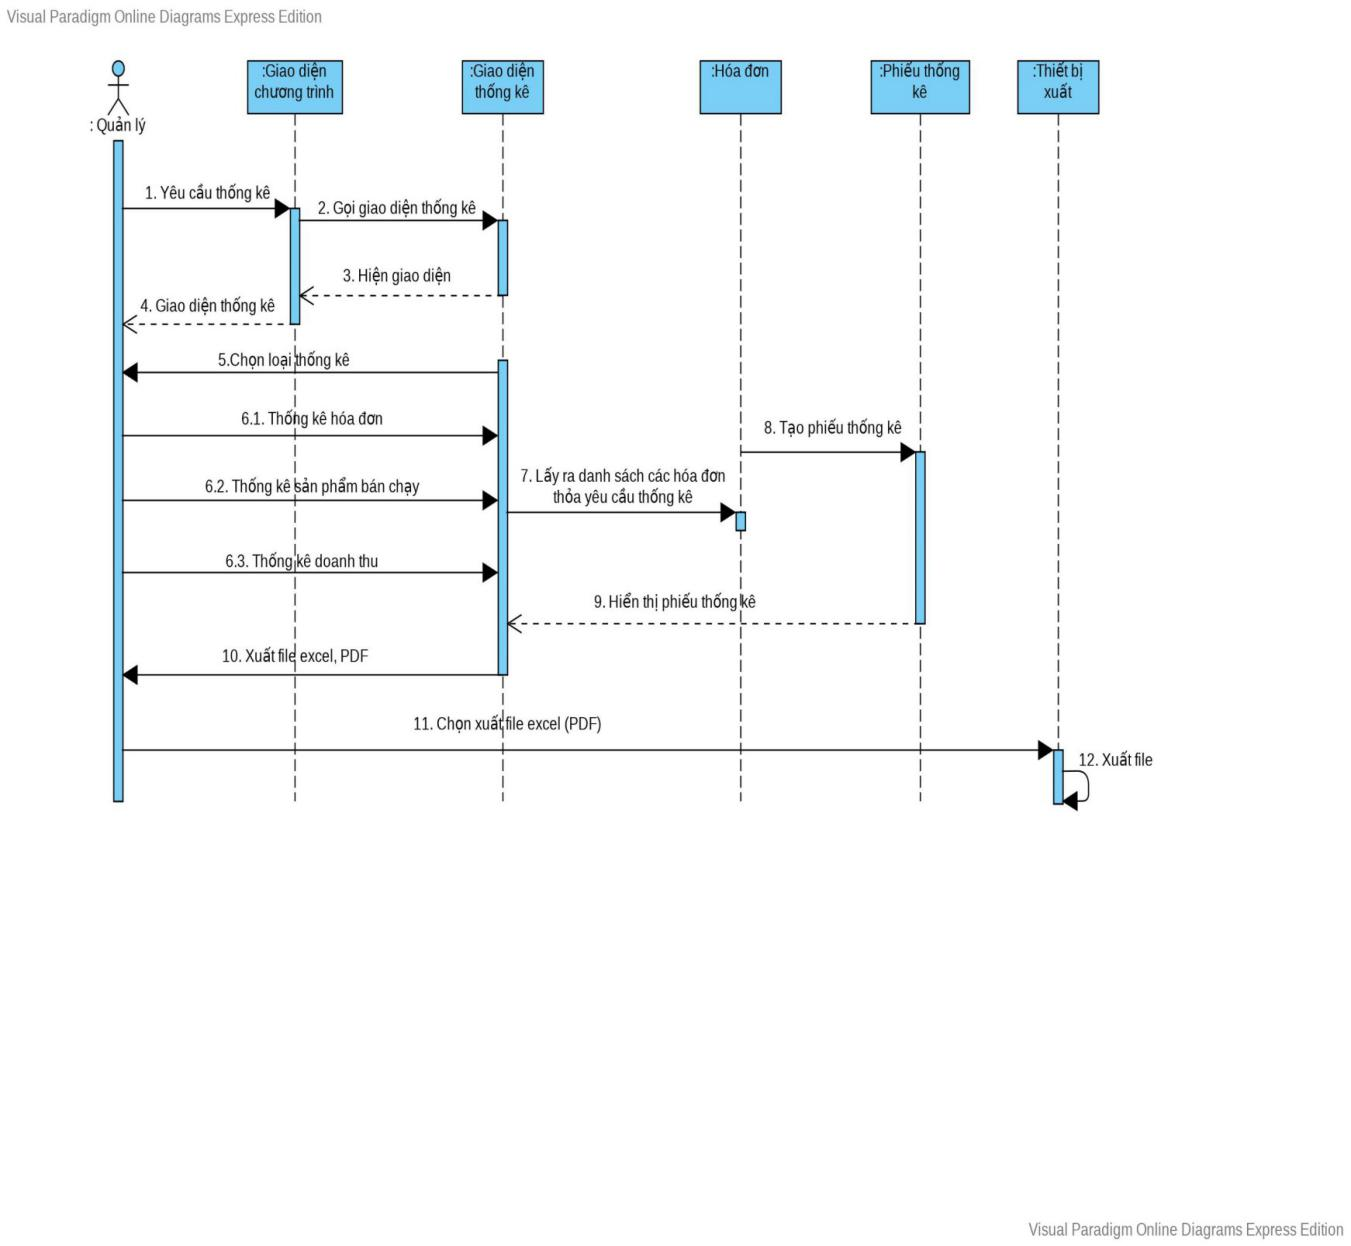 Visual Paradigm Online Diagrams Express Edition
: Quản lý
:Giao diện
chương trình
:Giao diện
thống kê
:Hóa đơn
:Phiếu thống
kê
:Thiết bị
xuất
1. Yêu cầu thống kê
2. Gọi giao diện thống kê
3. Hiện giao diện
4. Giao diện thống kê
5.Chọn loại thống kê
6.1. Thống kê hóa đơn
8. Tạo phiếu thống kê
6.2. Thống kê sản phẩm bán chạy
7. Lấy ra danh sách các hóa đơn
thỏa yêu cầu thống kê
6.3. Thống kê doanh thu
9. Hiển thị phiếu thống kê
10. Xuất file excel, PDF
11. Chọn xuất file excel (PDF)
12. Xuất file
Visual Paradigm Online Diagrams Express Edition